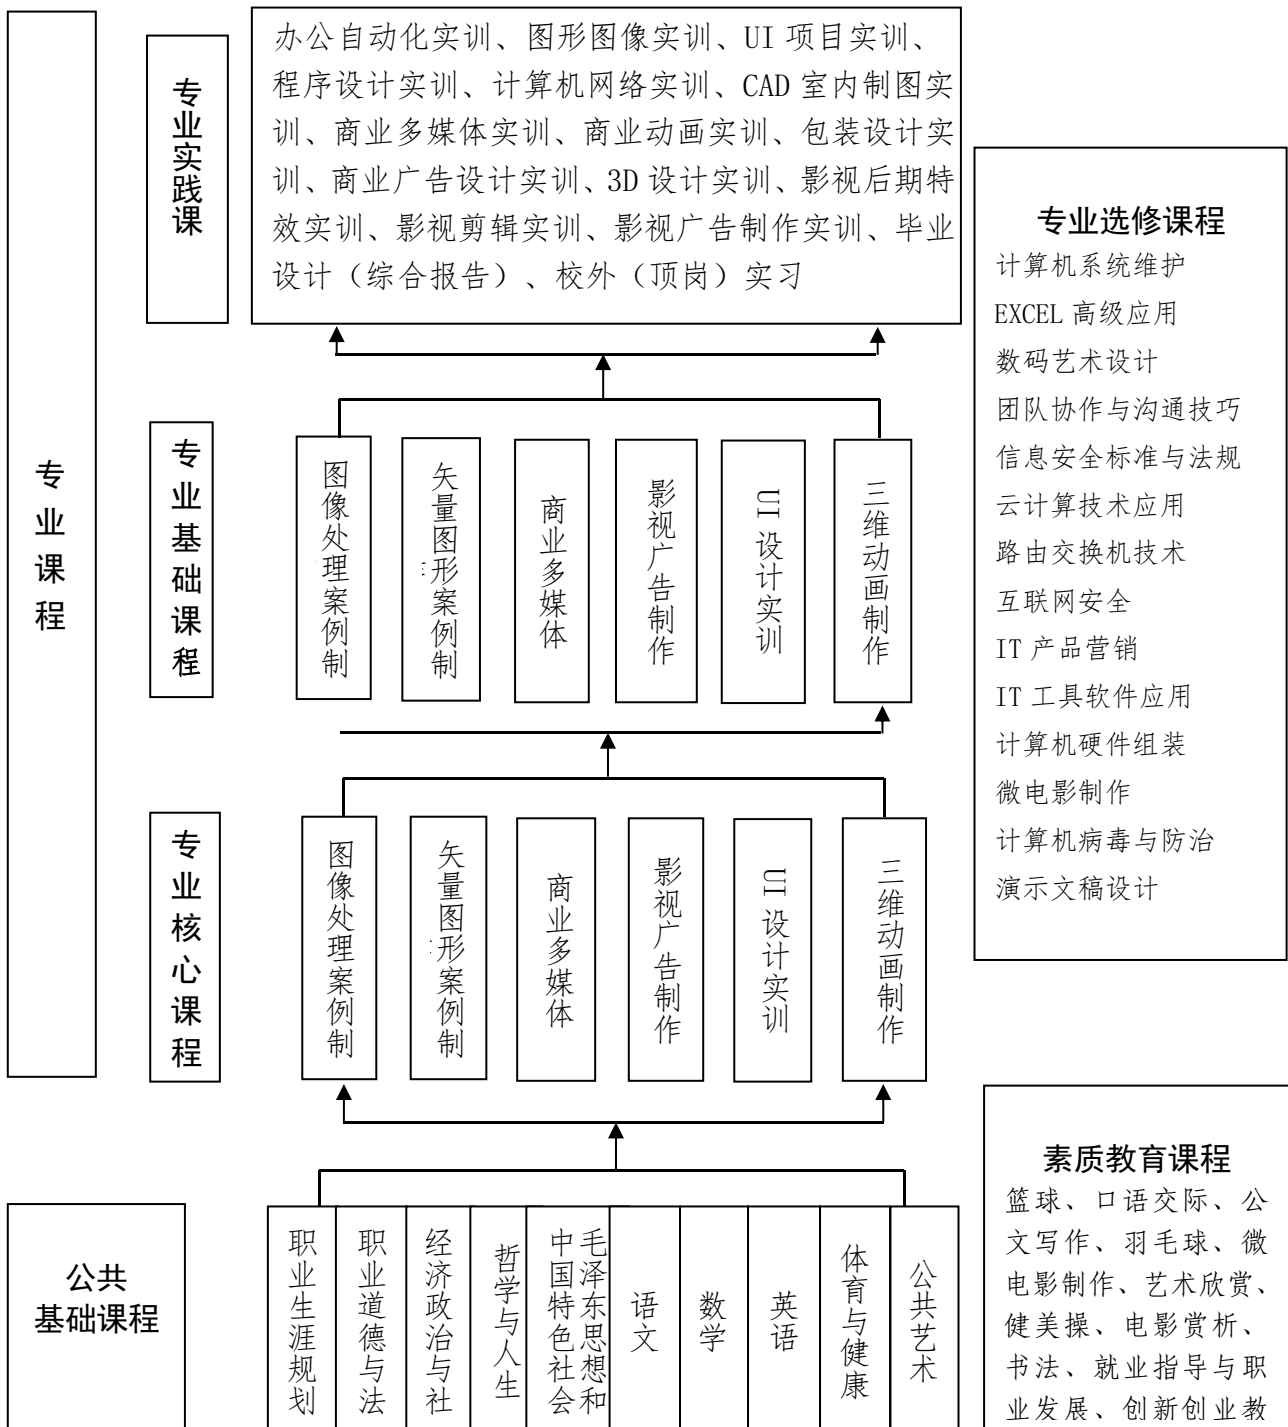 专业课程
专业实践课
办公自动化实训、图形图像实训、UI 项目实训、
程序设计实训、计算机网络实训、CAD 室内制图实
训、商业多媒体实训、商业动画实训、包装设计实
训、商业广告设计实训、3D 设计实训、影视后期特
效实训、影视剪辑实训、影视广告制作实训、毕业
设计（综合报告）、校外（顶岗）实习
专业基础课程
图像处理案例制
矢量图形案例制
商业多媒体
影视广告制作
UI 设计实训
三维动画制作
专业核心课程
图像处理案例制
矢量图形案例制
商业多媒体
影视广告制作
UI 设计实训
三维动画制作
专业选修课程
计算机系统维护
EXCEL 高级应用
数码艺术设计
团队协作与沟通技巧
信息安全标准与法规
云计算技术应用
路由交换机技术
互联网安全
IT 产品营销
IT 工具软件应用
计算机硬件组装
微电影制作
计算机病毒与防治
演示文稿设计
公共
基础课程
职业生涯规划
职业道德与法
经济政治与社
哲学与人生
毛泽东思想和
中国特色社会
语文
数学
英语
体育与健康
公共艺术
素质教育课程
篮球、口语交际、公
文写作、羽毛球、微
电影制作、艺术欣赏、
健美操、电影赏析、
书法、就业指导与职
业发展、创新创业教